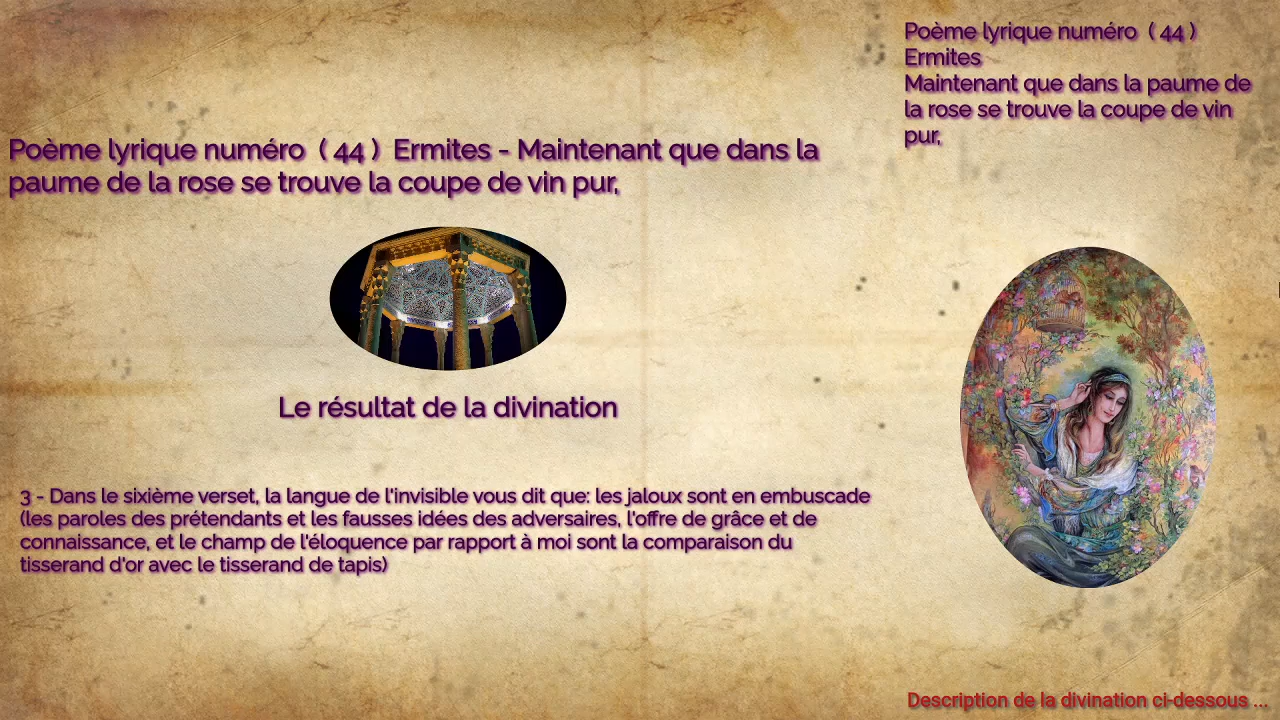 Poème lyrique numéro ( 44 )
Ermites
Maintenant que dans la paume de
la rose se trouve la coupe de vin
pur,
Poème lyrique numéro ( 44 ) Ermites - Maintenant que dans la
paume de la rose se trouve la coupe de vin pur,
Le résultat de la divination
3 - Dans le sixième verset, la langue de l'invisible vous dit que: les jaloux sont en embuscade
(les paroles des prétendants et les fausses idées des adversaires, l'offre de grâce et de
connaissance, et le champ de l'éloquence par rapport à moi sont la comparaison du
tisserand d'or avec le tisserand de tapis)
Description de la divination ci-dessous ...